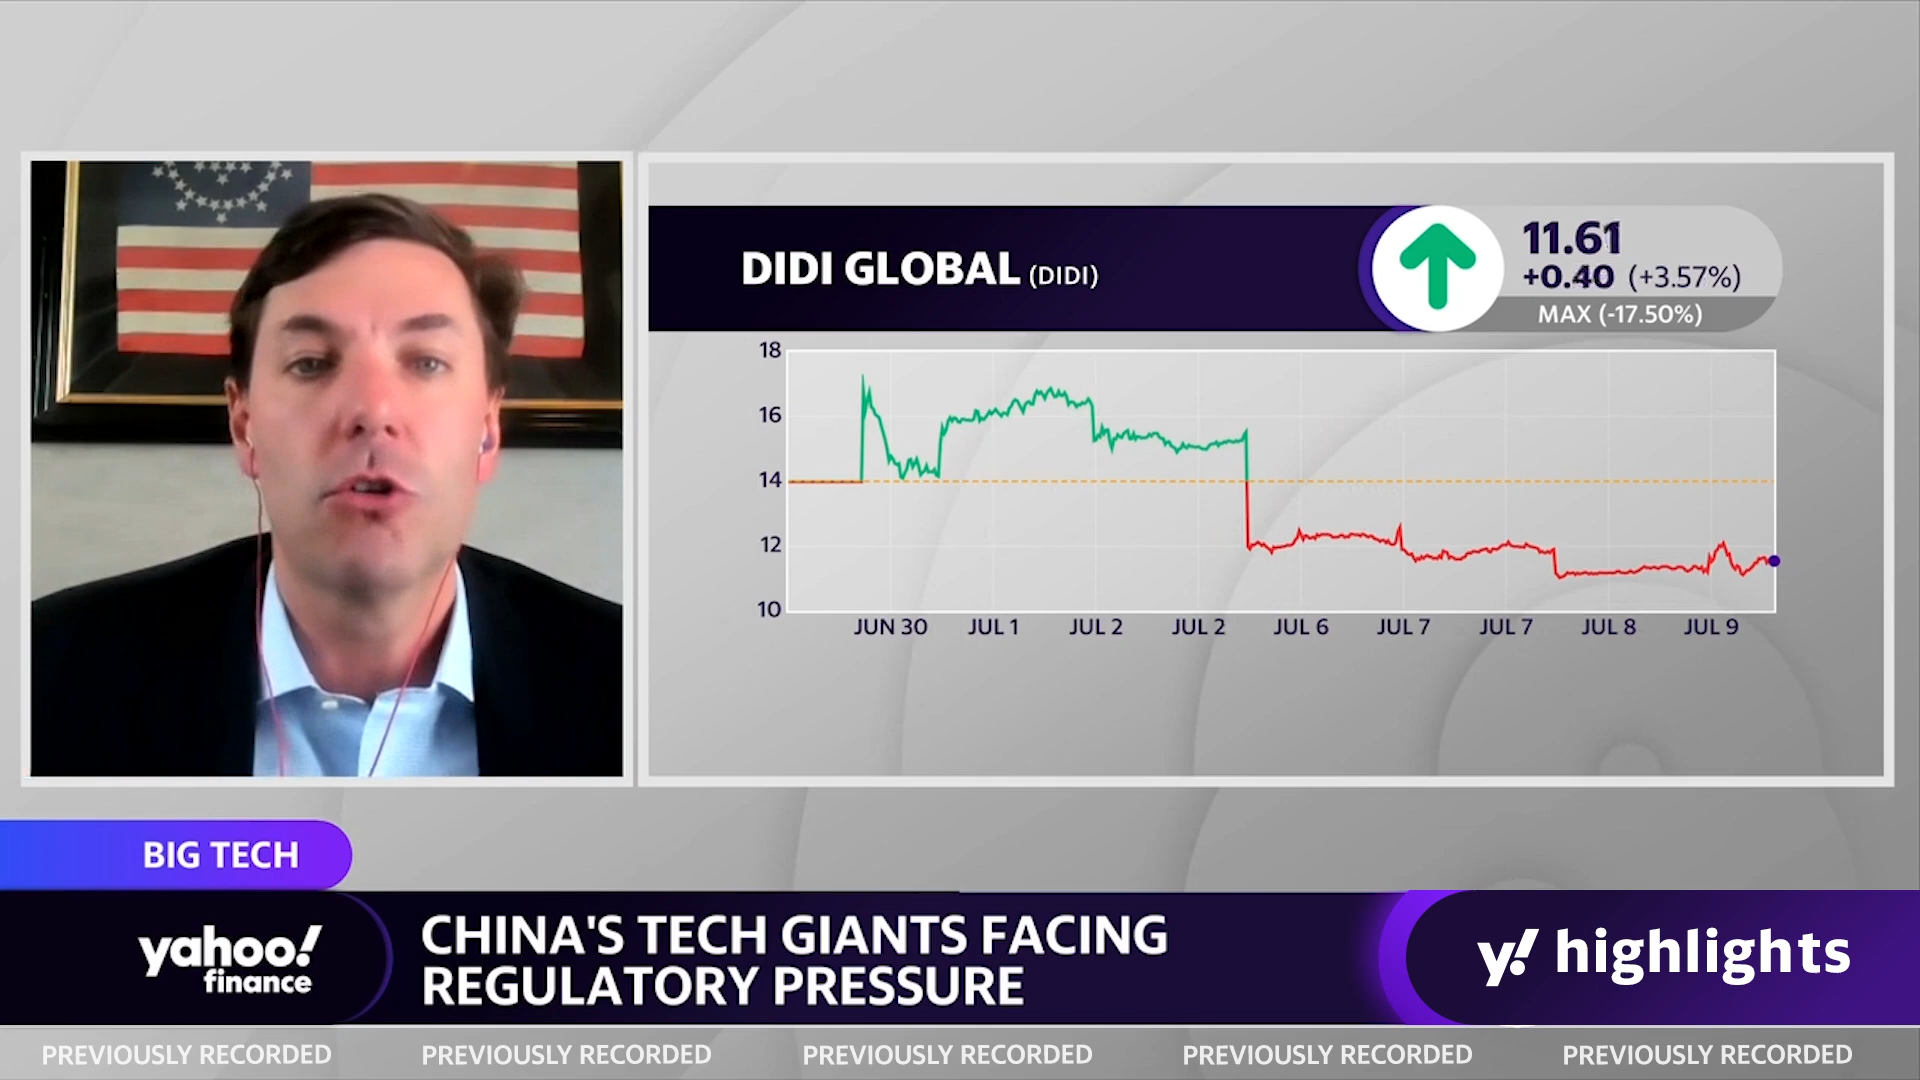 DIDI GLOBAL (DIDI)
11.61
+0.40 (+3.57%)
MAX (-17.50%)
18
16
14
12
10
JUN 30 JUL 1 JUL 2 JUL 2 JUL 6 JUL 7 JUL 7 JUL 8 JUL 9
BIG TECH
yahoo!
finance
CHINA'S TECH GIANTS FACING
REGULATORY PRESSURE
y! highlights
PREVIOUSLY RECORDED PREVIOUSLY RECORDED PREVIOUSLY RECORDED PREVIOUSLY RECORDED PREVIOUSLY RECORDED